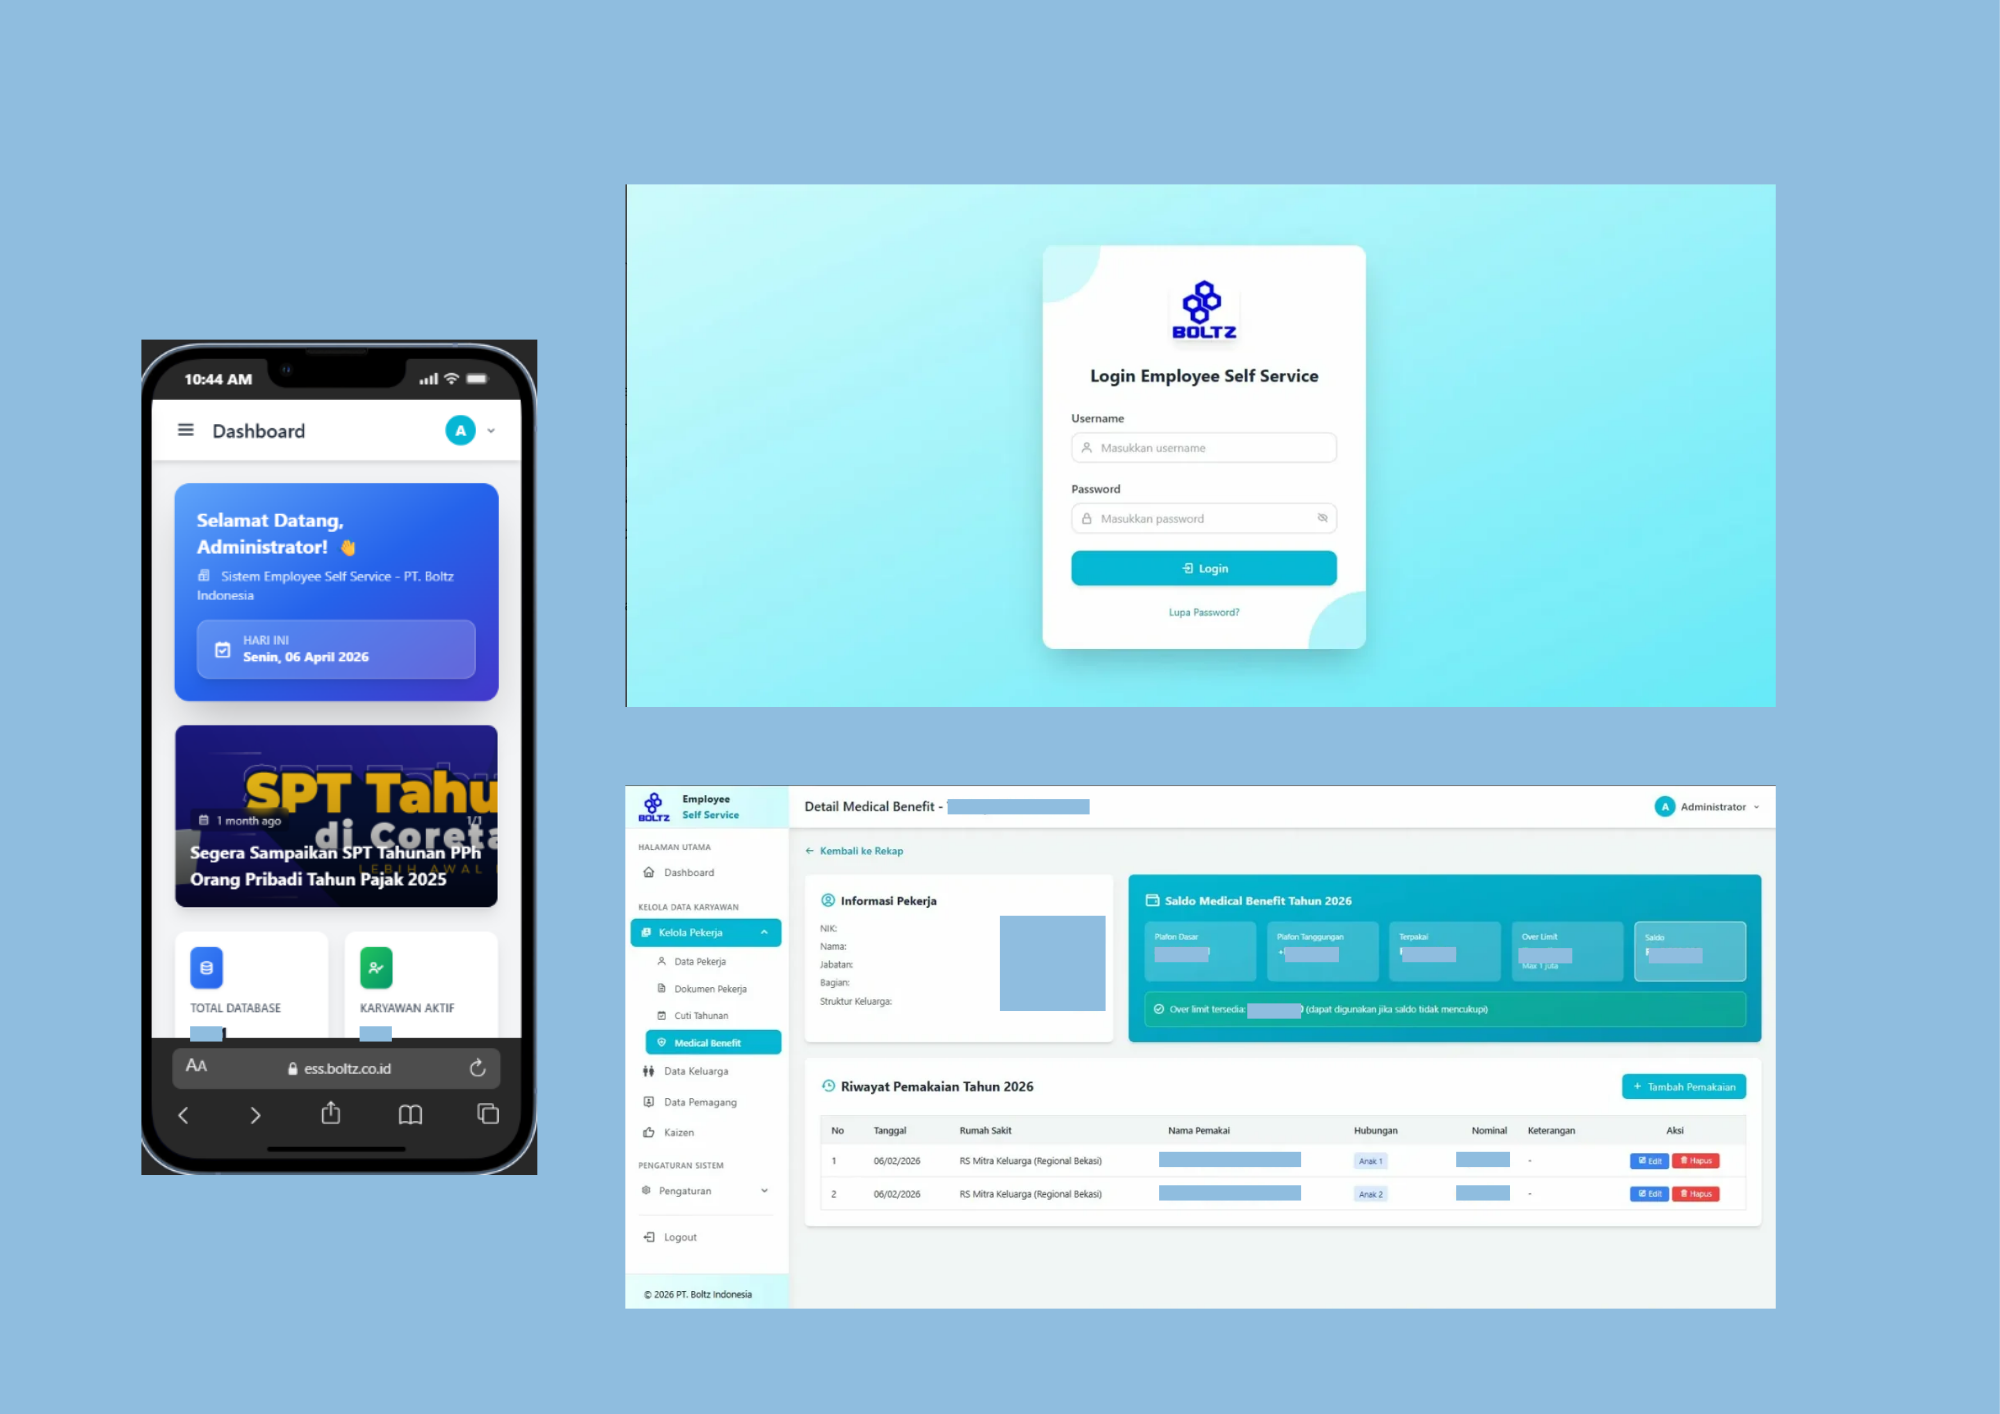 10:44 AM
Dashboard
A
Selamat Datang,
Administrator! 👋
Sistem Employee Self Service - PT. Boltz
Indonesia
HARI INI
Senin, 06 April 2026
SPT Tahu
di Coreta
LEBIH AWAL
1 month ago
1/1
Segera Sampaikan SPT Tahunan PPh
Orang Pribadi Tahun Pajak 2025
TOTAL DATABASE
KARYAWAN AKTIF
AA
ess.boltz.co.id
BOLTZ
Login Employee Self Service
Username
Masukkan username
Password
Masukkan password
Login
Lupa Password?
BOLTZ
Employee
Self Service
HALAMAN UTAMA
Dashboard
KELOLA DATA KARYAWAN
Kelola Pekerja
Data Pekerja
Dokumen Pekerja
Cuti Tahunan
Medical Benefit
Data Keluarga
Data Pemagang
Kaizen
PENGATURAN SISTEM
Pengaturan
Logout
© 2026 PT. Boltz Indonesia
Detail Medical Benefit -
A Administrator
← Kembali ke Rekap
Informasi Pekerja
NIK:
Nama:
Jabatan:
Bagian:
Struktur Keluarga:
Saldo Medical Benefit Tahun 2026
Plafon Dasar
Plafon Tanggungan
Terpakai
Over Limit
Max 1 juta
Saldo
Over limit tersedia: (dapat digunakan jika saldo tidak mencukupi)
Riwayat Pemakaian Tahun 2026
+ Tambah Pemakaian
No Tanggal Rumah Sakit Nama Pemakai Hubungan Nominal Keterangan Aksi
1 06/02/2026 RS Mitra Keluarga (Regional Bekasi) Anak 1 - Edit Hapus
2 06/02/2026 RS Mitra Keluarga (Regional Bekasi) Anak 2 - Edit Hapus